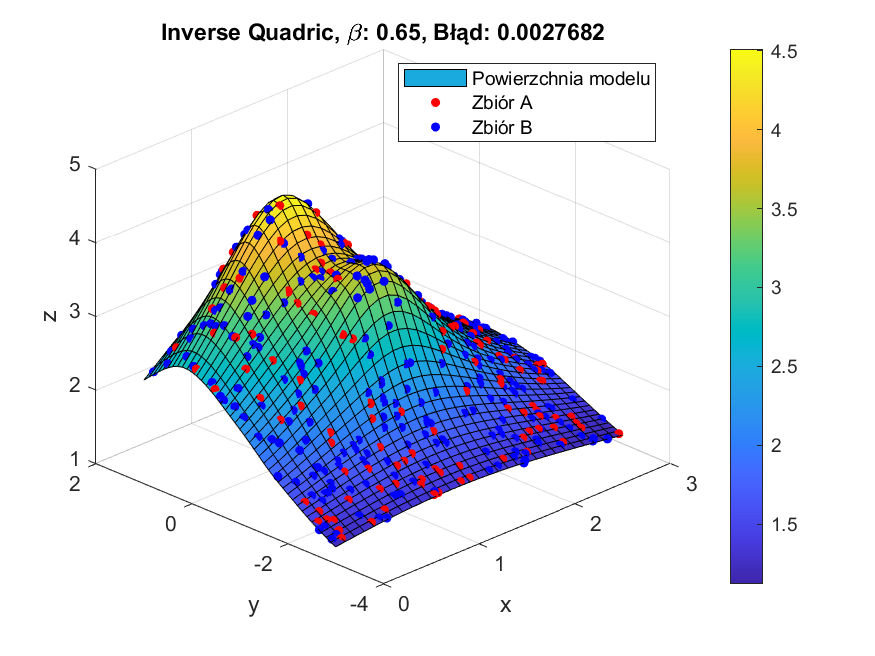 Inverse Quadric, β: 0.65, Błąd: 0.0027682
Powierzchnia modelu
Zbiór A
Zbiór B
5
4
3
2
1
z
2
0
-2
-4
y
0
1
2
3
x
4.5
4
3.5
3
2.5
2
1.5